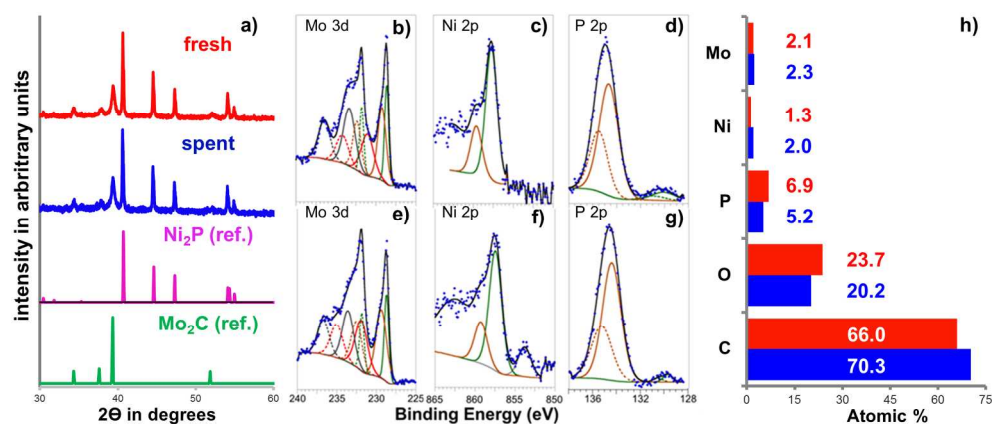 a)
fresh
spent
Ni₂P (ref.)
Mo₂C (ref.)
intensity in arbritrary units
30 40 50 60
2ϴ in degrees
Mo 3d b)
Ni 2p c)
P 2p d)
Mo 3d e)
Ni 2p f)
P 2p g)
240 235 230 225
865 860 855 850
136 132 128
Binding Energy (eV)
h)
Mo 2.1
2.3
Ni 1.3
2.0
P 6.9
5.2
O 23.7
20.2
C 66.0
70.3
0 15 30 45 60 75
Atomic %